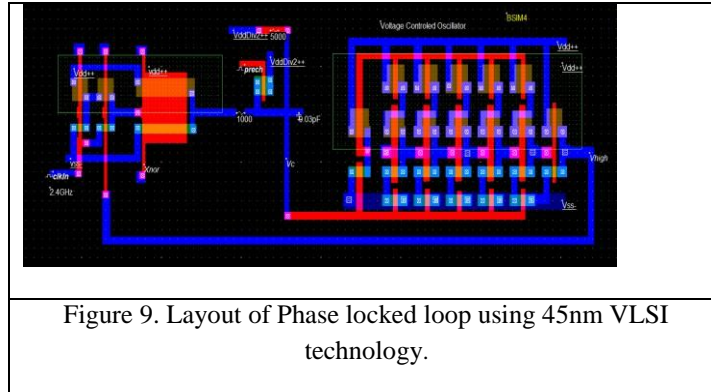 BSIM4
Voltage Controled Oscillator
VddDiv2++ 5000
Vdd++
VddDiv2++
prech
Vdd++ vdd++
Vdd++
1000
0.03pF
Vss-
Xnor
Vc
Vhigh
clkIn
2.4GHz
Vss-
Figure 9. Layout of Phase locked loop using 45nm VLSI
technology.